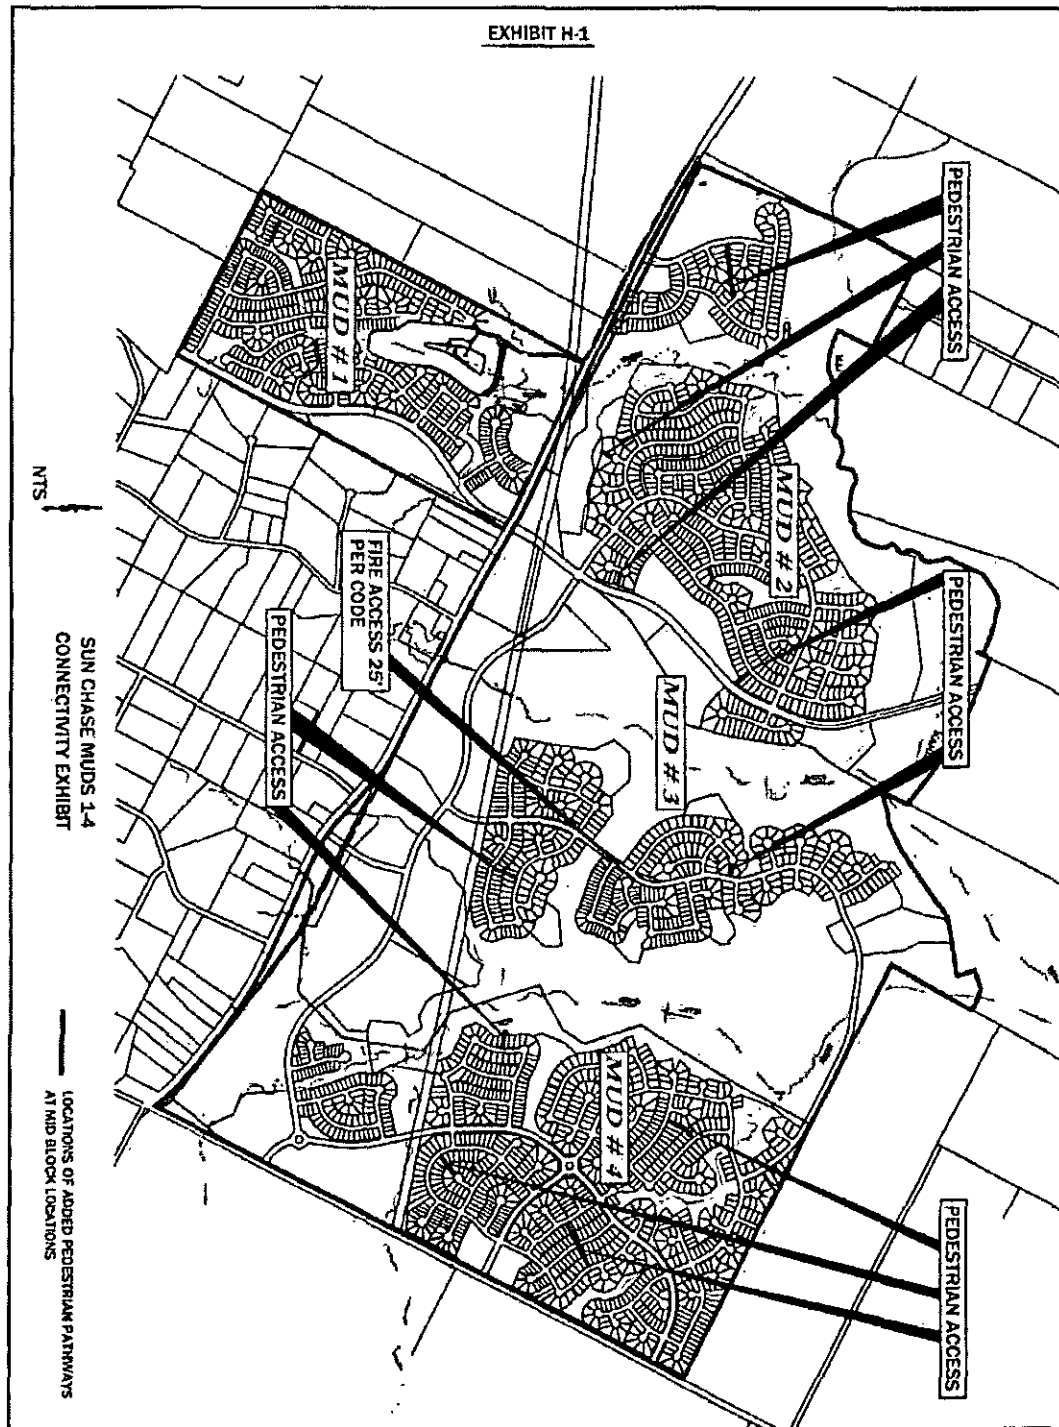 EXHIBIT H-1
PEDESTRIAN ACCESS
PEDESTRIAN ACCESS
PEDESTRIAN ACCESS
MUD # 1
MUD # 2
MUD # 3
MUD # 4
FIRE ACCESS 25'
PER CODE
PEDESTRIAN ACCESS
NTS
SUN CHASE MUDS 1-4
CONNECTIVITY EXHIBIT
LOCATIONS OF ADDED PEDESTRIAN PATHWAYS
AT MID BLOCK LOCATIONS